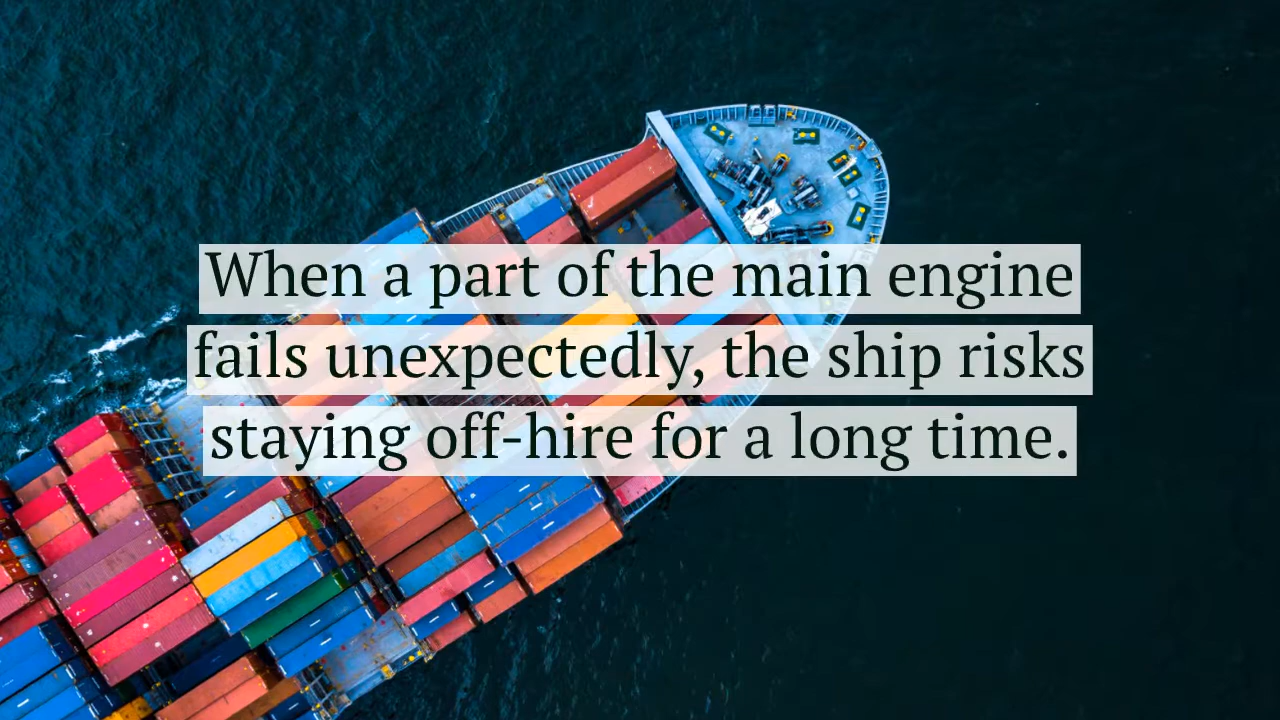 When a part of the main engine
fails unexpectedly, the ship risks
staying off-hire for a long time.